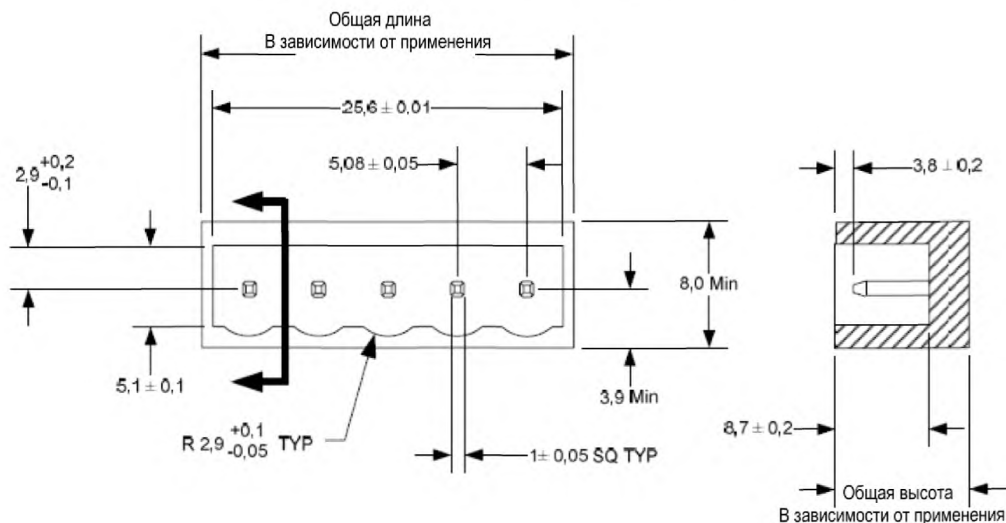 Общая длина
В зависимости от применения
25,6 ± 0,01
5,08 ± 0,05
2,9 +0,2 -0,1
3,8 ± 0,2
8,0 Min
5,1 ± 0,1
3,9 Min
R 2,9 +0,1 -0,05 TYP
1± 0,05 SQ TYP
8,7 ± 0,2
Общая высота
В зависимости от применения